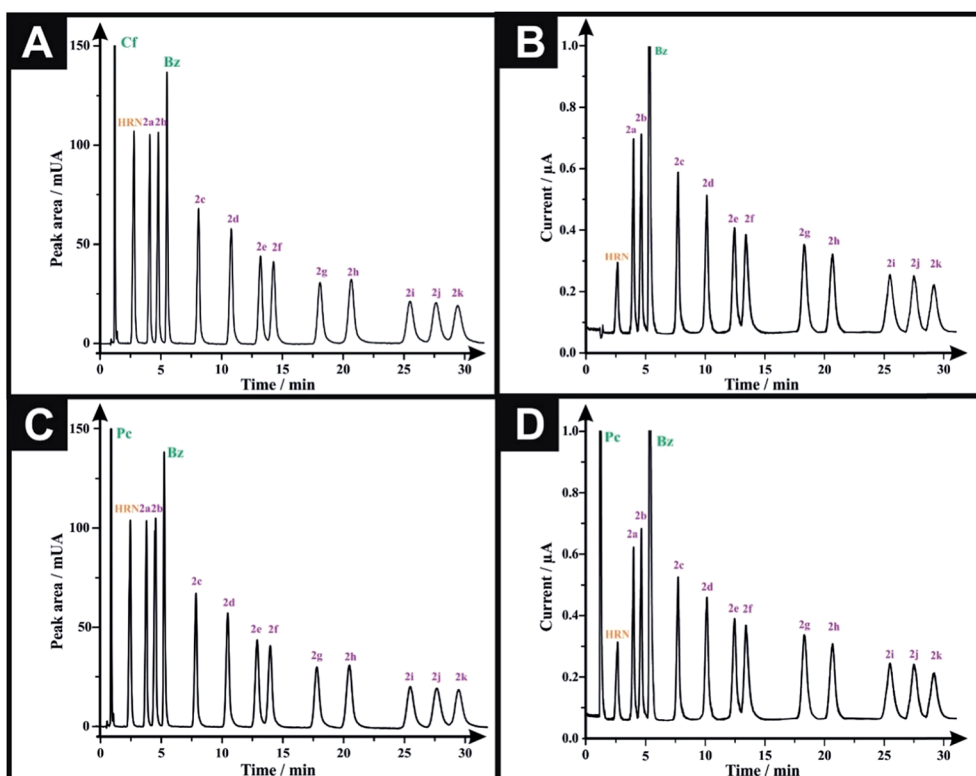 A
Peak area / mUA
150
100
50
0
Cf
HRN
2a
2b
Bz
2c
2d
2e
2f
2g
2h
2i
2j
2k
0 5 10 15 20 25 30
Time / min
B
Current / µA
1.0
0.8
0.6
0.4
0.2
0.0
HRN
2a
2b
Bz
2c
2d
2e
2f
2g
2h
2i
2j
2k
0 5 10 15 20 25 30
Time / min
C
Peak area / mUA
150
100
50
0
Pc
HRN
2a
2b
Bz
2c
2d
2e
2f
2g
2h
2i
2j
2k
0 5 10 15 20 25 30
Time / min
D
Current / µA
1.0
0.8
0.6
0.4
0.2
0.0
Pc
HRN
2a
2b
Bz
2c
2d
2e
2f
2g
2h
2i
2j
2k
0 5 10 15 20 25 30
Time / min